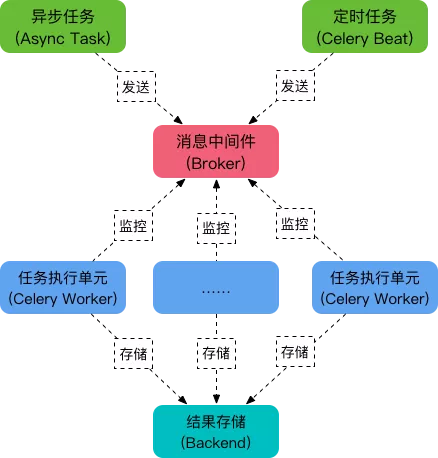 异步任务
(Async Task)
定时任务
(Celery Beat)
发送
发送
消息中间件
(Broker)
监控
监控
监控
任务执行单元
(Celery Worker)
......
任务执行单元
(Celery Worker)
存储
存储
存储
结果存储
(Backend)